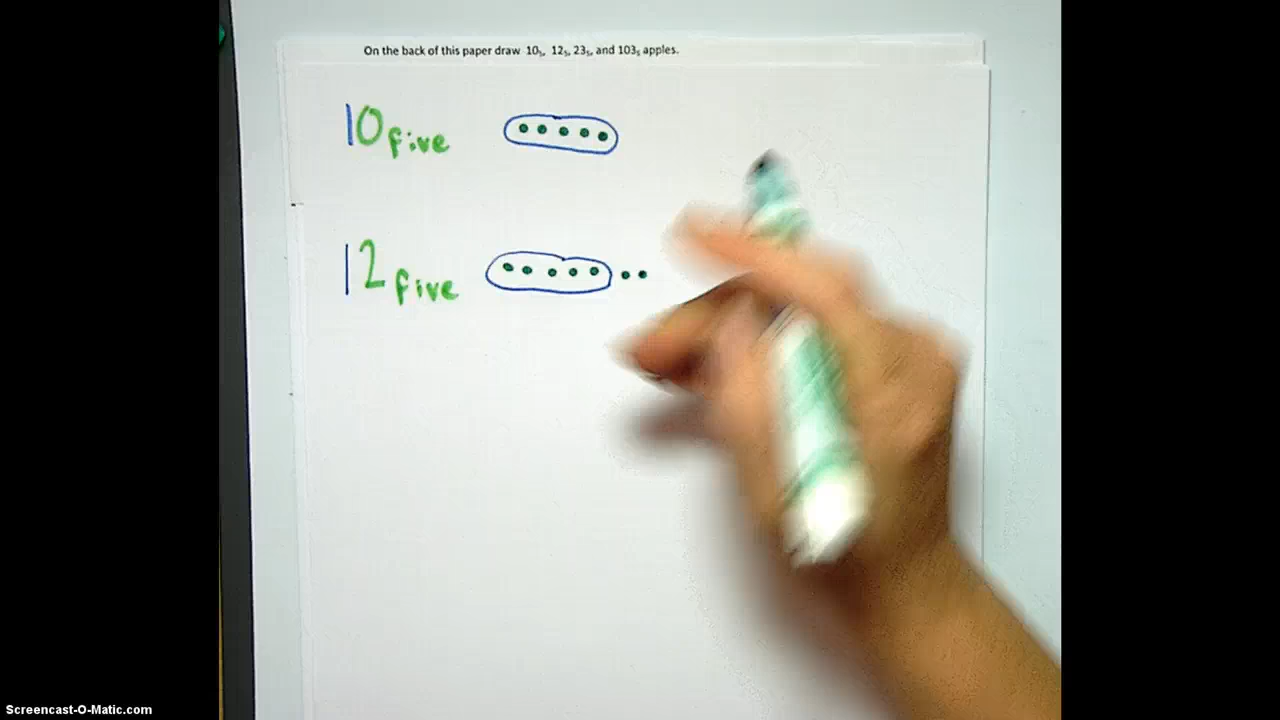 On the back of this paper draw 10₅, 12₅, 23₅, and 103₅ apples.
10five
12five
Screencast-O-Matic.com